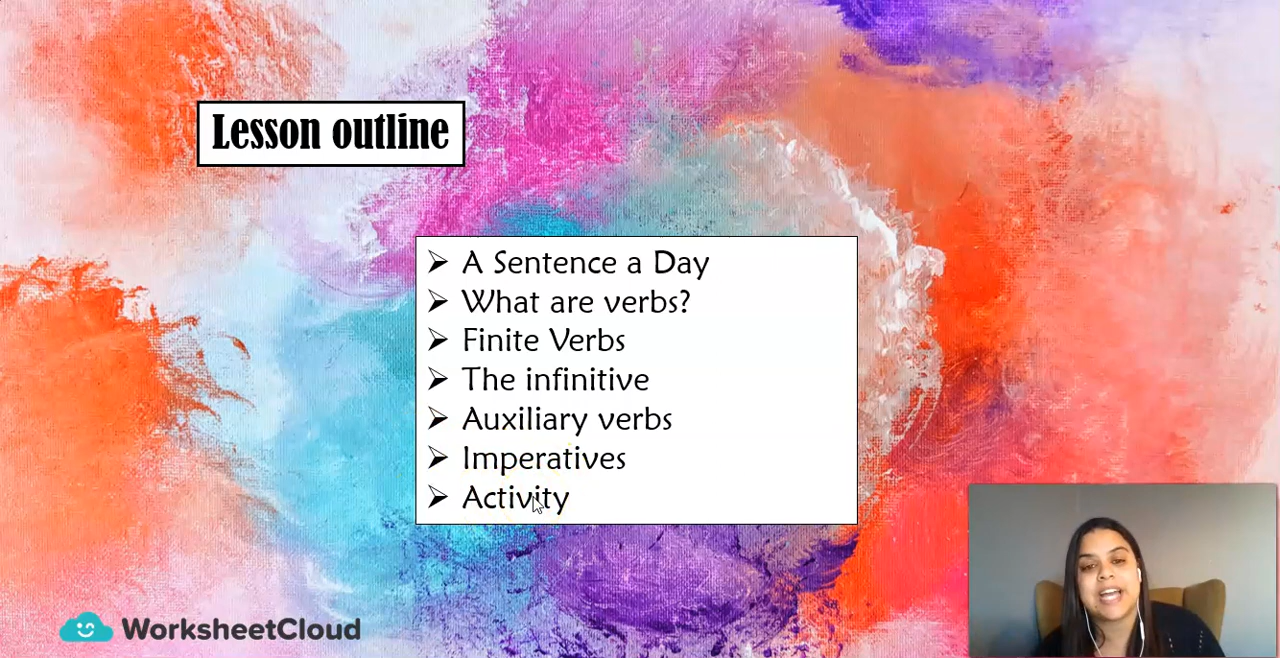 Lesson outline
A Sentence a Day
What are verbs?
Finite Verbs
The infinitive
Auxiliary verbs
Imperatives
Activity
WorksheetCloud